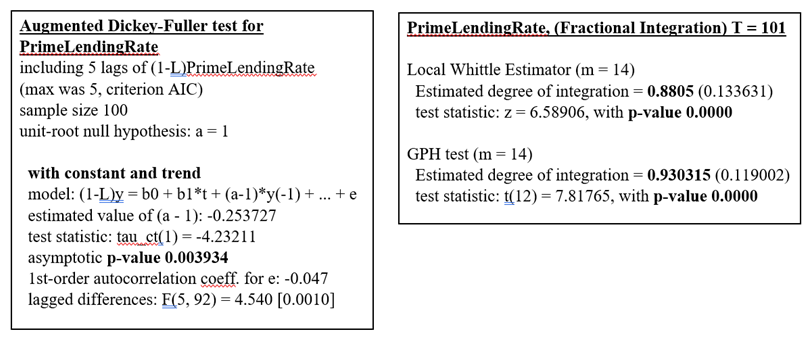 Augmented Dickey-Fuller test for
PrimeLendingRate
including 5 lags of (1-L)PrimeLendingRate
(max was 5, criterion AIC)
sample size 100
unit-root null hypothesis: a = 1
with constant and trend
model: (1-L)y = b0 + b1*t + (a-1)*y(-1) + ... + e
estimated value of (a - 1): -0.253727
test statistic: tau_ct(1) = -4.23211
asymptotic p-value 0.003934
1st-order autocorrelation coeff. for e: -0.047
lagged differences: F(5, 92) = 4.540 [0.0010]
PrimeLendingRate, (Fractional Integration) T = 101
Local Whittle Estimator (m = 14)
Estimated degree of integration = 0.8805 (0.133631)
test statistic: z = 6.58906, with p-value 0.0000
GPH test (m = 14)
Estimated degree of integration = 0.930315 (0.119002)
test statistic: t(12) = 7.81765, with p-value 0.0000